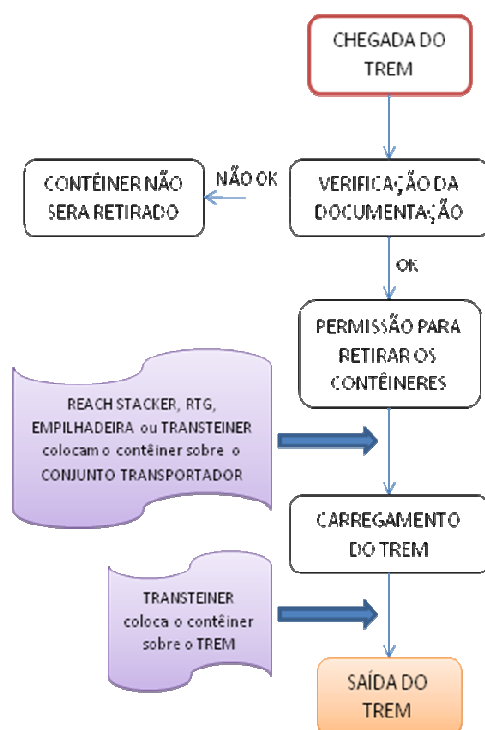 CHEGADA DO
TREM
CONTÊINER NÃO
SERA RETIRADO
NÃO OK
VERIFICAÇÃO DA
DOCUMENTAÇÃO
OK
PERMISSÃO PARA
RETIRAR OS
CONTÊINERES
REACH STACKER, RTG,
EMPILHADEIRA ou TRANSTEINER
colocam o contêiner sobre o
CONJUNTO TRANSPORTADOR
CARREGAMENTO
DO TREM
TRANSTEINER
coloca o contêiner
sobre o TREM
SAÍDA DO
TREM